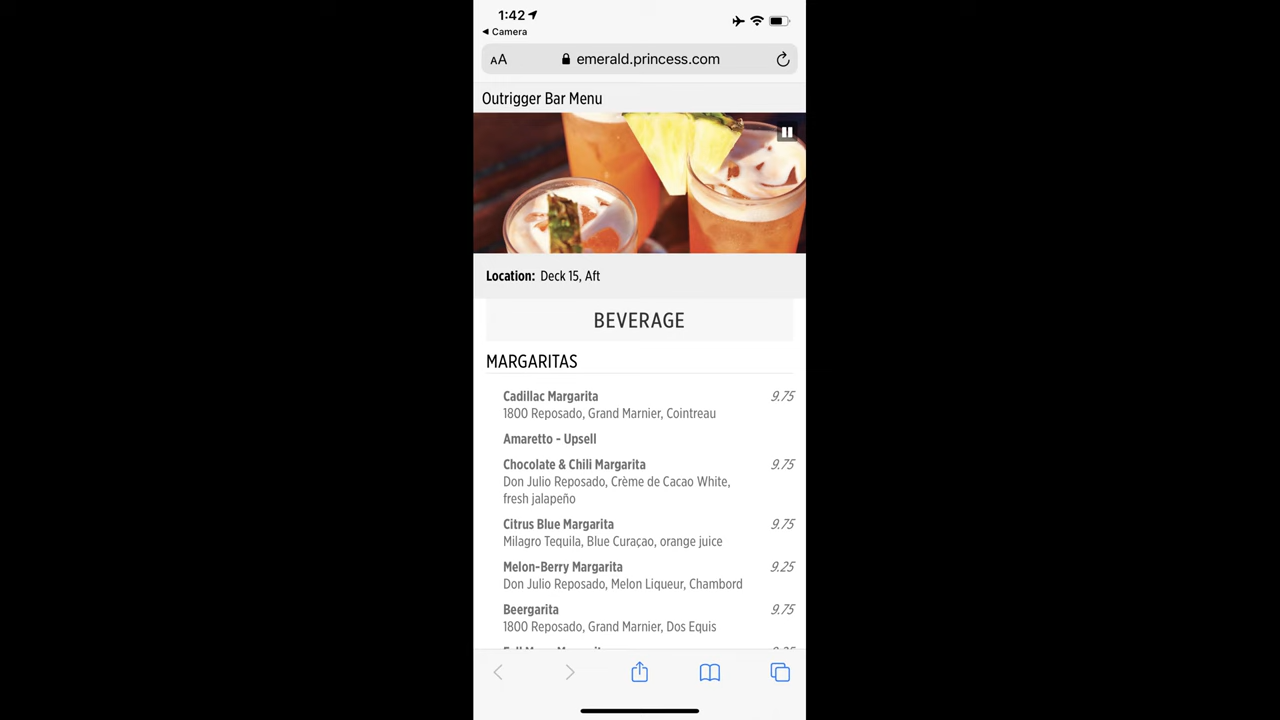 1:42
Camera
AA emerald.princess.com
Outrigger Bar Menu
Location: Deck 15, Aft
BEVERAGE
MARGARITAS
Cadillac Margarita 9.75
1800 Reposado, Grand Marnier, Cointreau
Amaretto - Upsell
Chocolate & Chili Margarita 9.75
Don Julio Reposado, Crème de Cacao White,
fresh jalapeño
Citrus Blue Margarita 9.75
Milagro Tequila, Blue Curaçao, orange juice
Melon-Berry Margarita 9.25
Don Julio Reposado, Melon Liqueur, Chambord
Beergarita 9.75
1800 Reposado, Grand Marnier, Dos Equis